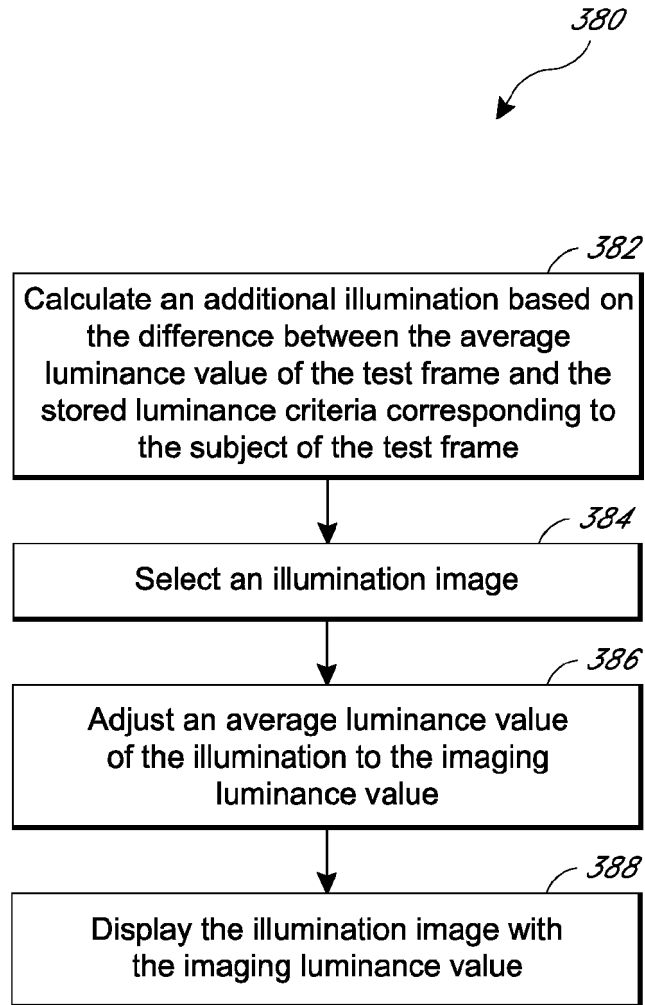 380
382
Calculate an additional illumination based on
the difference between the average
luminance value of the test frame and the
stored luminance criteria corresponding to
the subject of the test frame
384
Select an illumination image
386
Adjust an average luminance value
of the illumination to the imaging
luminance value
388
Display the illumination image with
the imaging luminance value